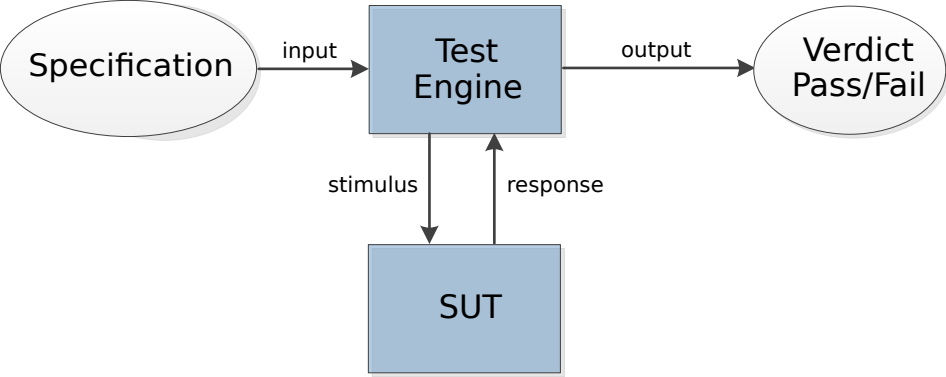 Specification
input
Test
Engine
output
Verdict
Pass/Fail
stimulus
response
SUT